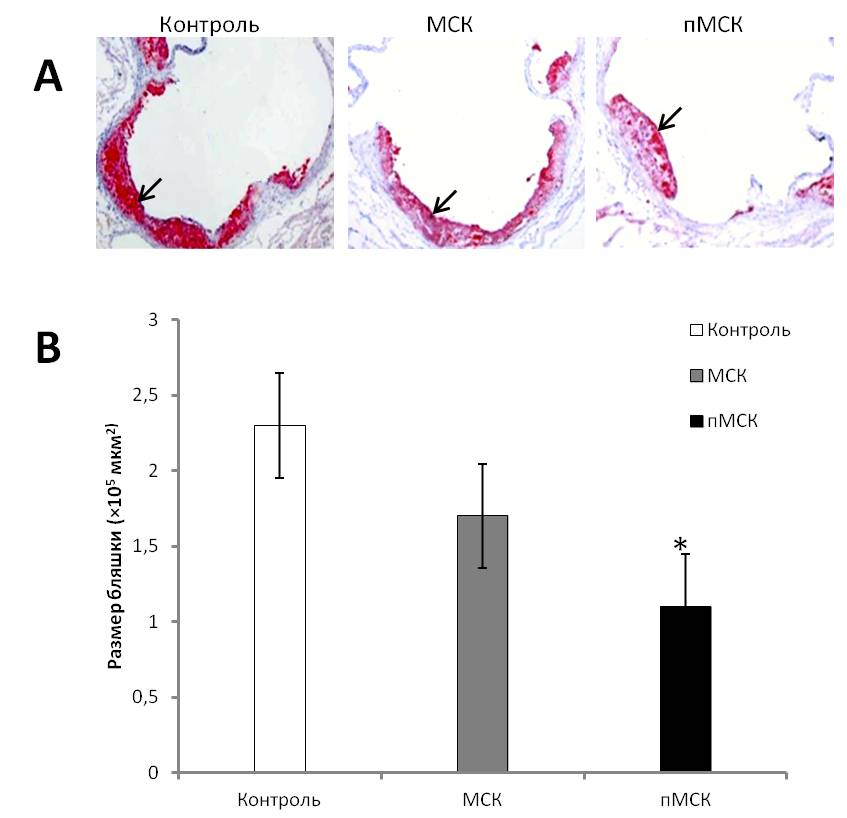 Контроль МСК пМСК
A
B
3
2,5
2
1,5
1
0,5
0
Размер бляшки (×10⁵ мкм²)
*
Контроль
МСК
пМСК
Контроль МСК пМСК